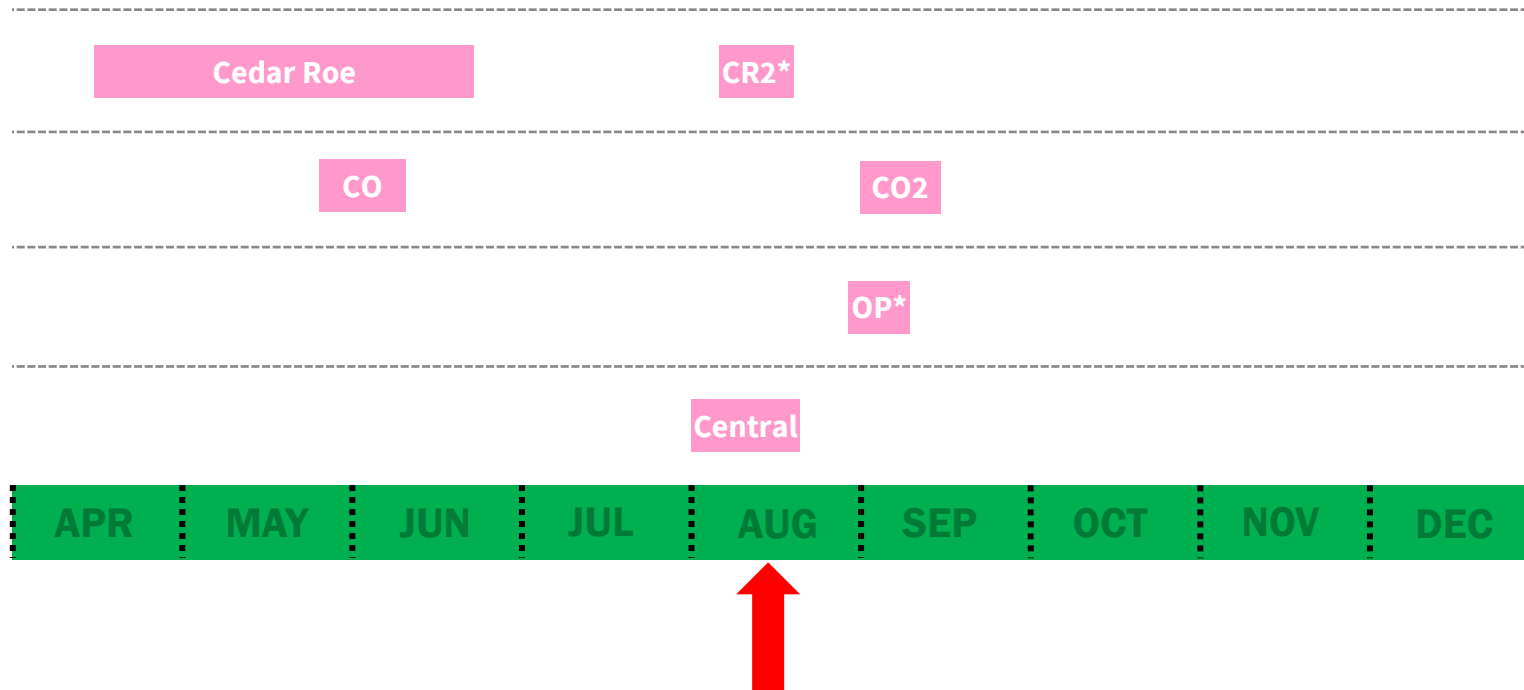 Cedar Roe CR2*
CO CO2
OP*
Central
APR MAY JUN JUL AUG SEP OCT NOV DEC